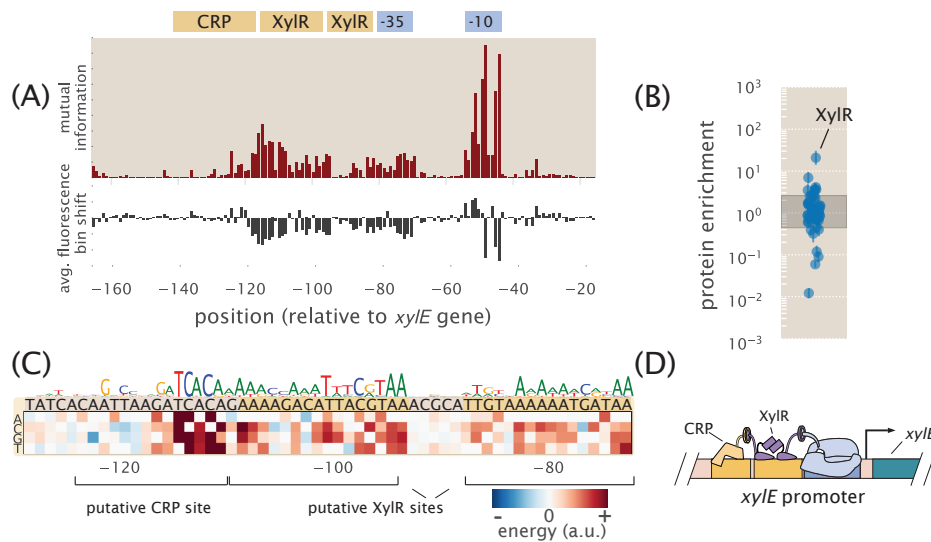 CRP XylR XylR -35 -10
(A)
mutual
information
avg. fluorescence
bin shift
−160 −140 −120 −100 −80 −60 −40 −20
position (relative to xylE gene)
(B)
XylR
protein enrichment
10³
10²
10¹
10⁰
10⁻¹
10⁻²
10⁻³
(C)
TATCACAATTAAGATCACAGAAAAGACATTACGTAAACGCATTGTAAAAAATGATAA
A
C
G
T
−120 −100 −80
putative CRP site putative XylR sites
- 0 +
energy (a.u.)
(D)
CRP XylR xylE
xylE promoter